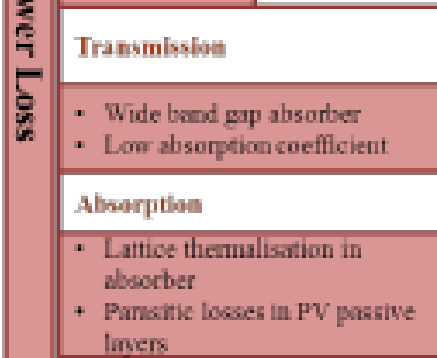 wer Loss
Transmission
• Wide band gap absorber
• Low absorption coefficient
Absorption
• Lattice thermalisation in
absorber
• Parasitic losses in PV passive
layers